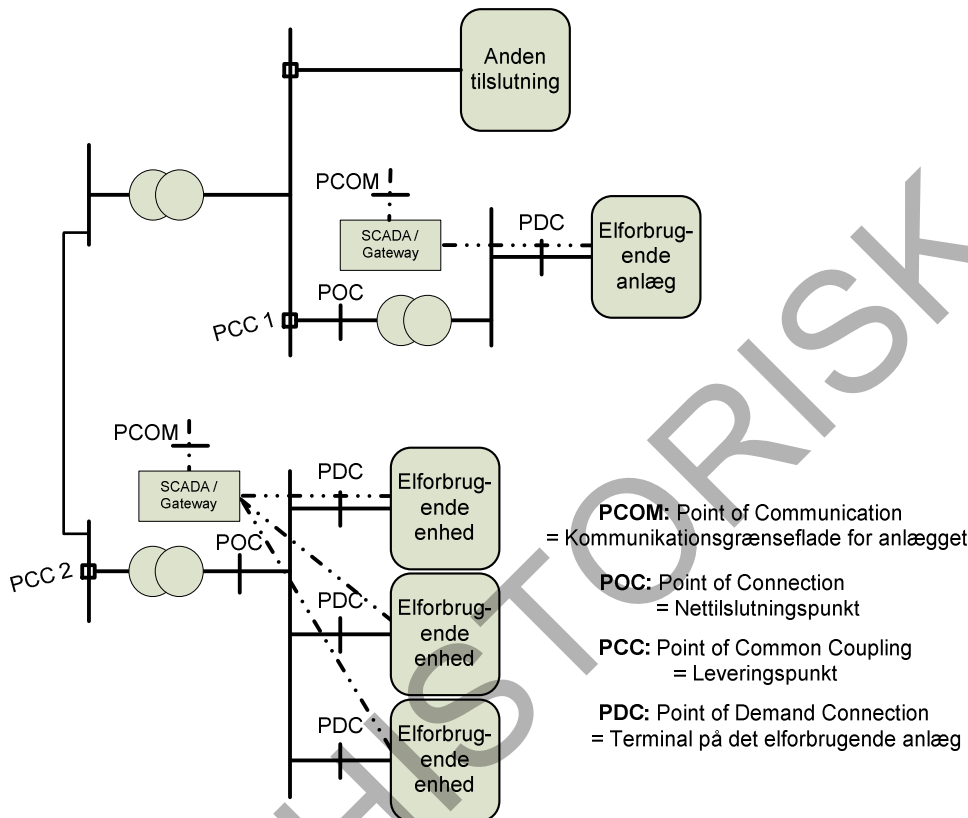 Anden
tilslutning
PCOM
SCADA /
Gateway
PDC
Elforbrug-
ende
anlæg
POC
PCC 1
PCOM
SCADA /
Gateway
POC
PCC 2
PDC
Elforbrug-
ende
enhed
PDC
Elforbrug-
ende
enhed
PDC
Elforbrug-
ende
enhed
PCOM: Point of Communication
= Kommunikationsgrænseflade for anlægget
POC: Point of Connection
= Nettilslutningspunkt
PCC: Point of Common Coupling
= Leveringspunkt
PDC: Point of Demand Connection
= Terminal på det elforbrugende anlæg
HISTORISK